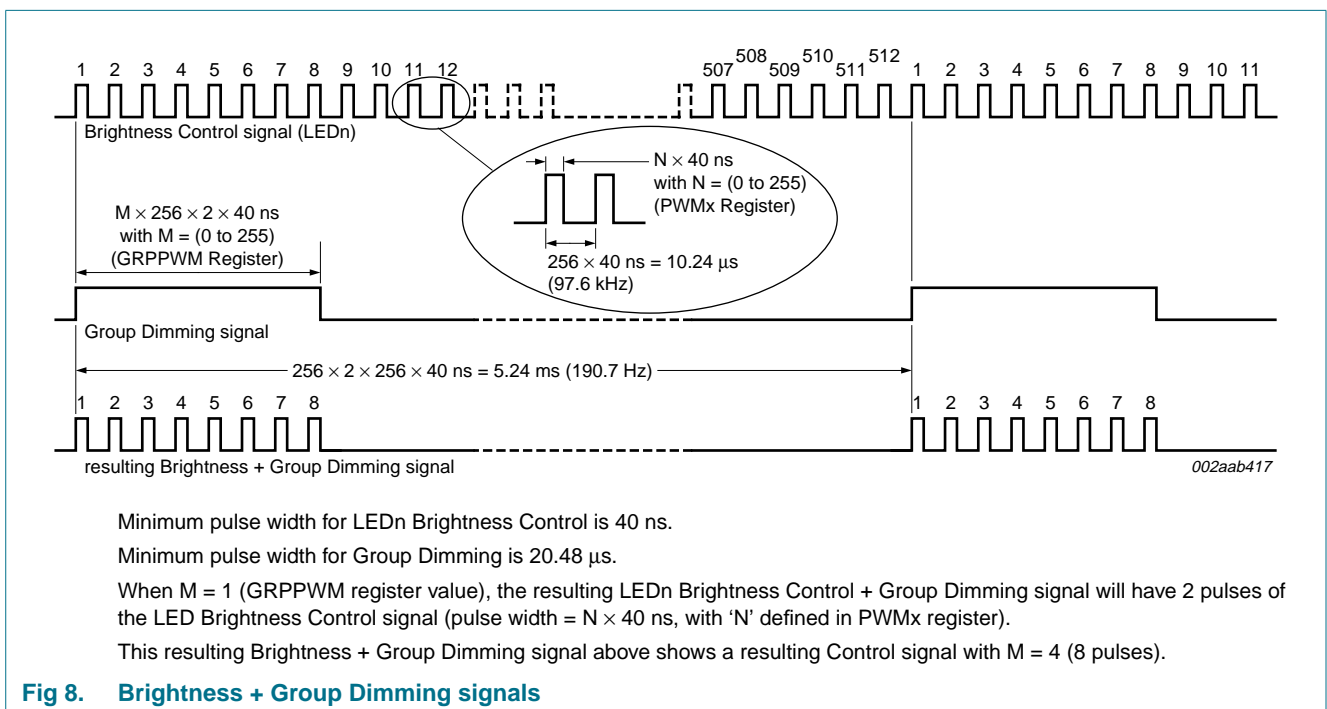 1 2 3 4 5 6 7 8 9 10 11 12 507 508 509 510 511 512 1 2 3 4 5 6 7 8 9 10 11
Brightness Control signal (LEDn)
N × 40 ns
with N = (0 to 255)
(PWMx Register)
M × 256 × 2 × 40 ns
with M = (0 to 255)
(GRPPWM Register)
256 × 40 ns = 10.24 μs
(97.6 kHz)
Group Dimming signal
256 × 2 × 256 × 40 ns = 5.24 ms (190.7 Hz)
1 2 3 4 5 6 7 8 1 2 3 4 5 6 7 8
resulting Brightness + Group Dimming signal
002aab417
Minimum pulse width for LEDn Brightness Control is 40 ns.
Minimum pulse width for Group Dimming is 20.48 μs.
When M = 1 (GRPPWM register value), the resulting LEDn Brightness Control + Group Dimming signal will have 2 pulses of
the LED Brightness Control signal (pulse width = N × 40 ns, with ‘N’ defined in PWMx register).
This resulting Brightness + Group Dimming signal above shows a resulting Control signal with M = 4 (8 pulses).
Fig 8. Brightness + Group Dimming signals